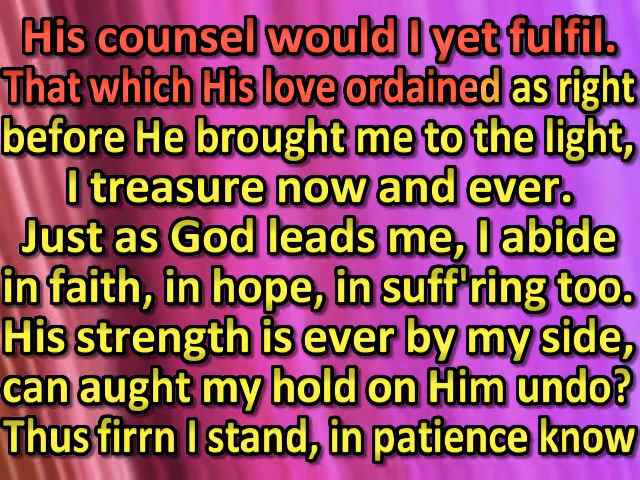 His counsel would I yet fulfil.
That which His love ordained as right
before He brought me to the light,
I treasure now and ever.
Just as God leads me, I abide
in faith, in hope, in suff'ring too.
His strength is ever by my side,
can aught my hold on Him undo?
Thus firrn I stand, in patience know